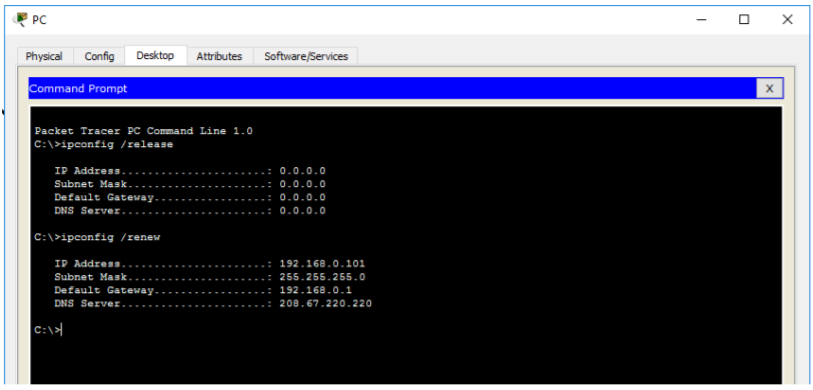 PC
Physical Config Desktop Attributes Software/Services
Command Prompt X
Packet Tracer PC Command Line 1.0
C:\>ipconfig /release
IP Address......................: 0.0.0.0
Subnet Mask.....................: 0.0.0.0
Default Gateway.................: 0.0.0.0
DNS Server......................: 0.0.0.0
C:\>ipconfig /renew
IP Address......................: 192.168.0.101
Subnet Mask.....................: 255.255.255.0
Default Gateway.................: 192.168.0.1
DNS Server......................: 208.67.220.220
C:\>